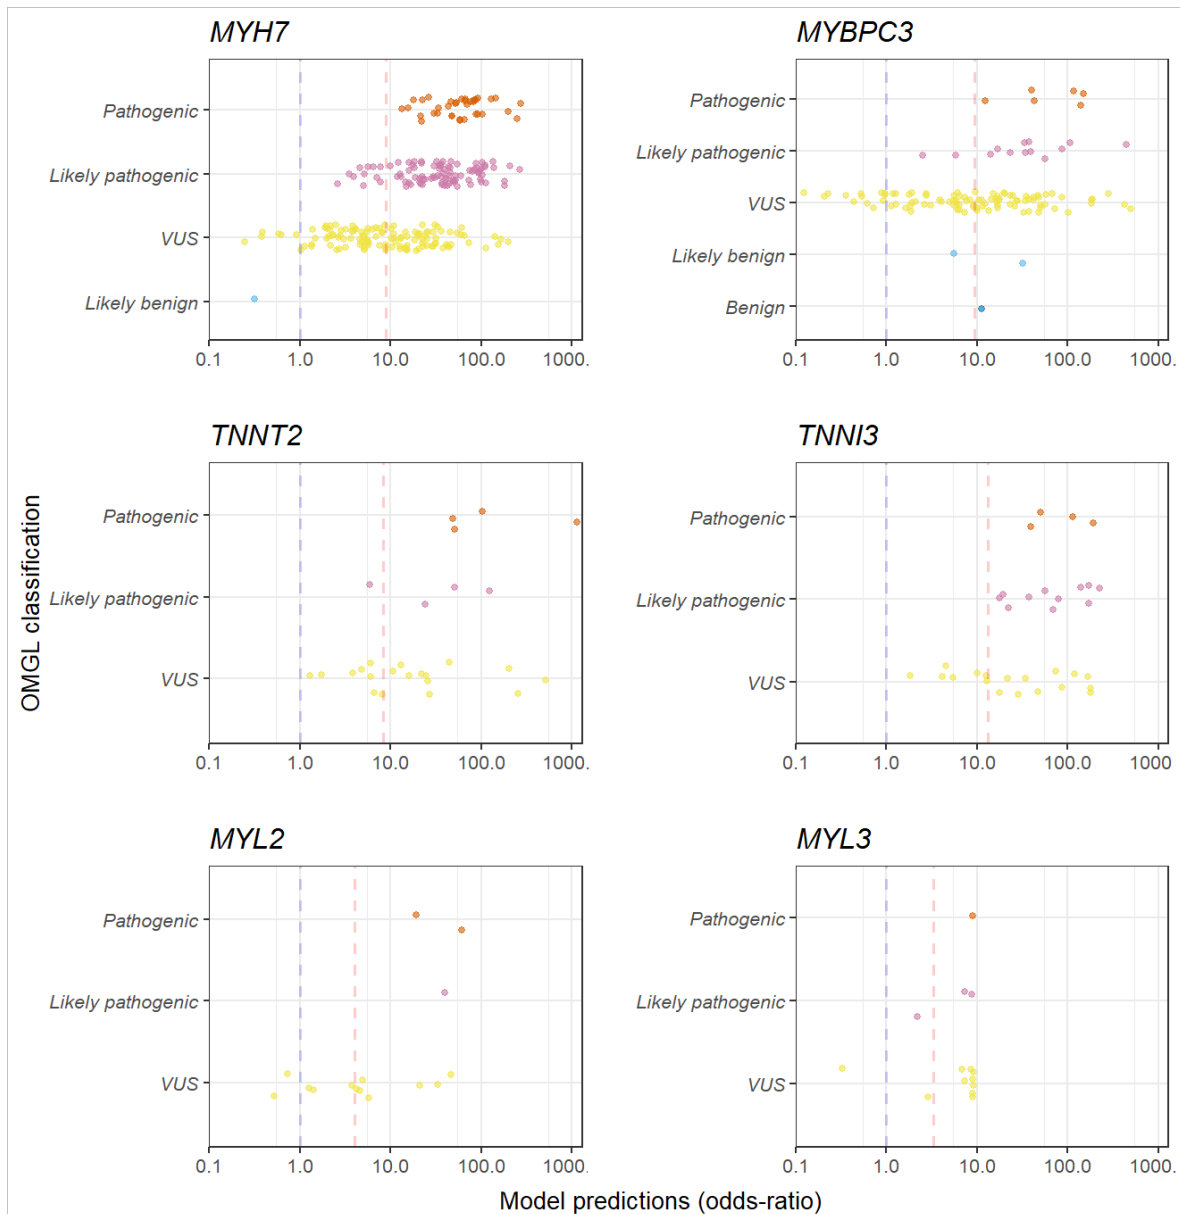 MYH7
MYBPC3
Pathogenic
Likely pathogenic
VUS
Likely benign
0.1 1.0 10.0 100.0 1000.
Pathogenic
Likely pathogenic
VUS
Likely benign
Benign
0.1 1.0 10.0 100.0 1000.
TNNT2
TNNI3
Pathogenic
Likely pathogenic
VUS
0.1 1.0 10.0 100.0 1000.
Pathogenic
Likely pathogenic
VUS
0.1 1.0 10.0 100.0 1000
MYL2
MYL3
Pathogenic
Likely pathogenic
VUS
0.1 1.0 10.0 100.0 1000.
Pathogenic
Likely pathogenic
VUS
0.1 1.0 10.0 100.0 1000.
OMGL classification
Model predictions (odds-ratio)